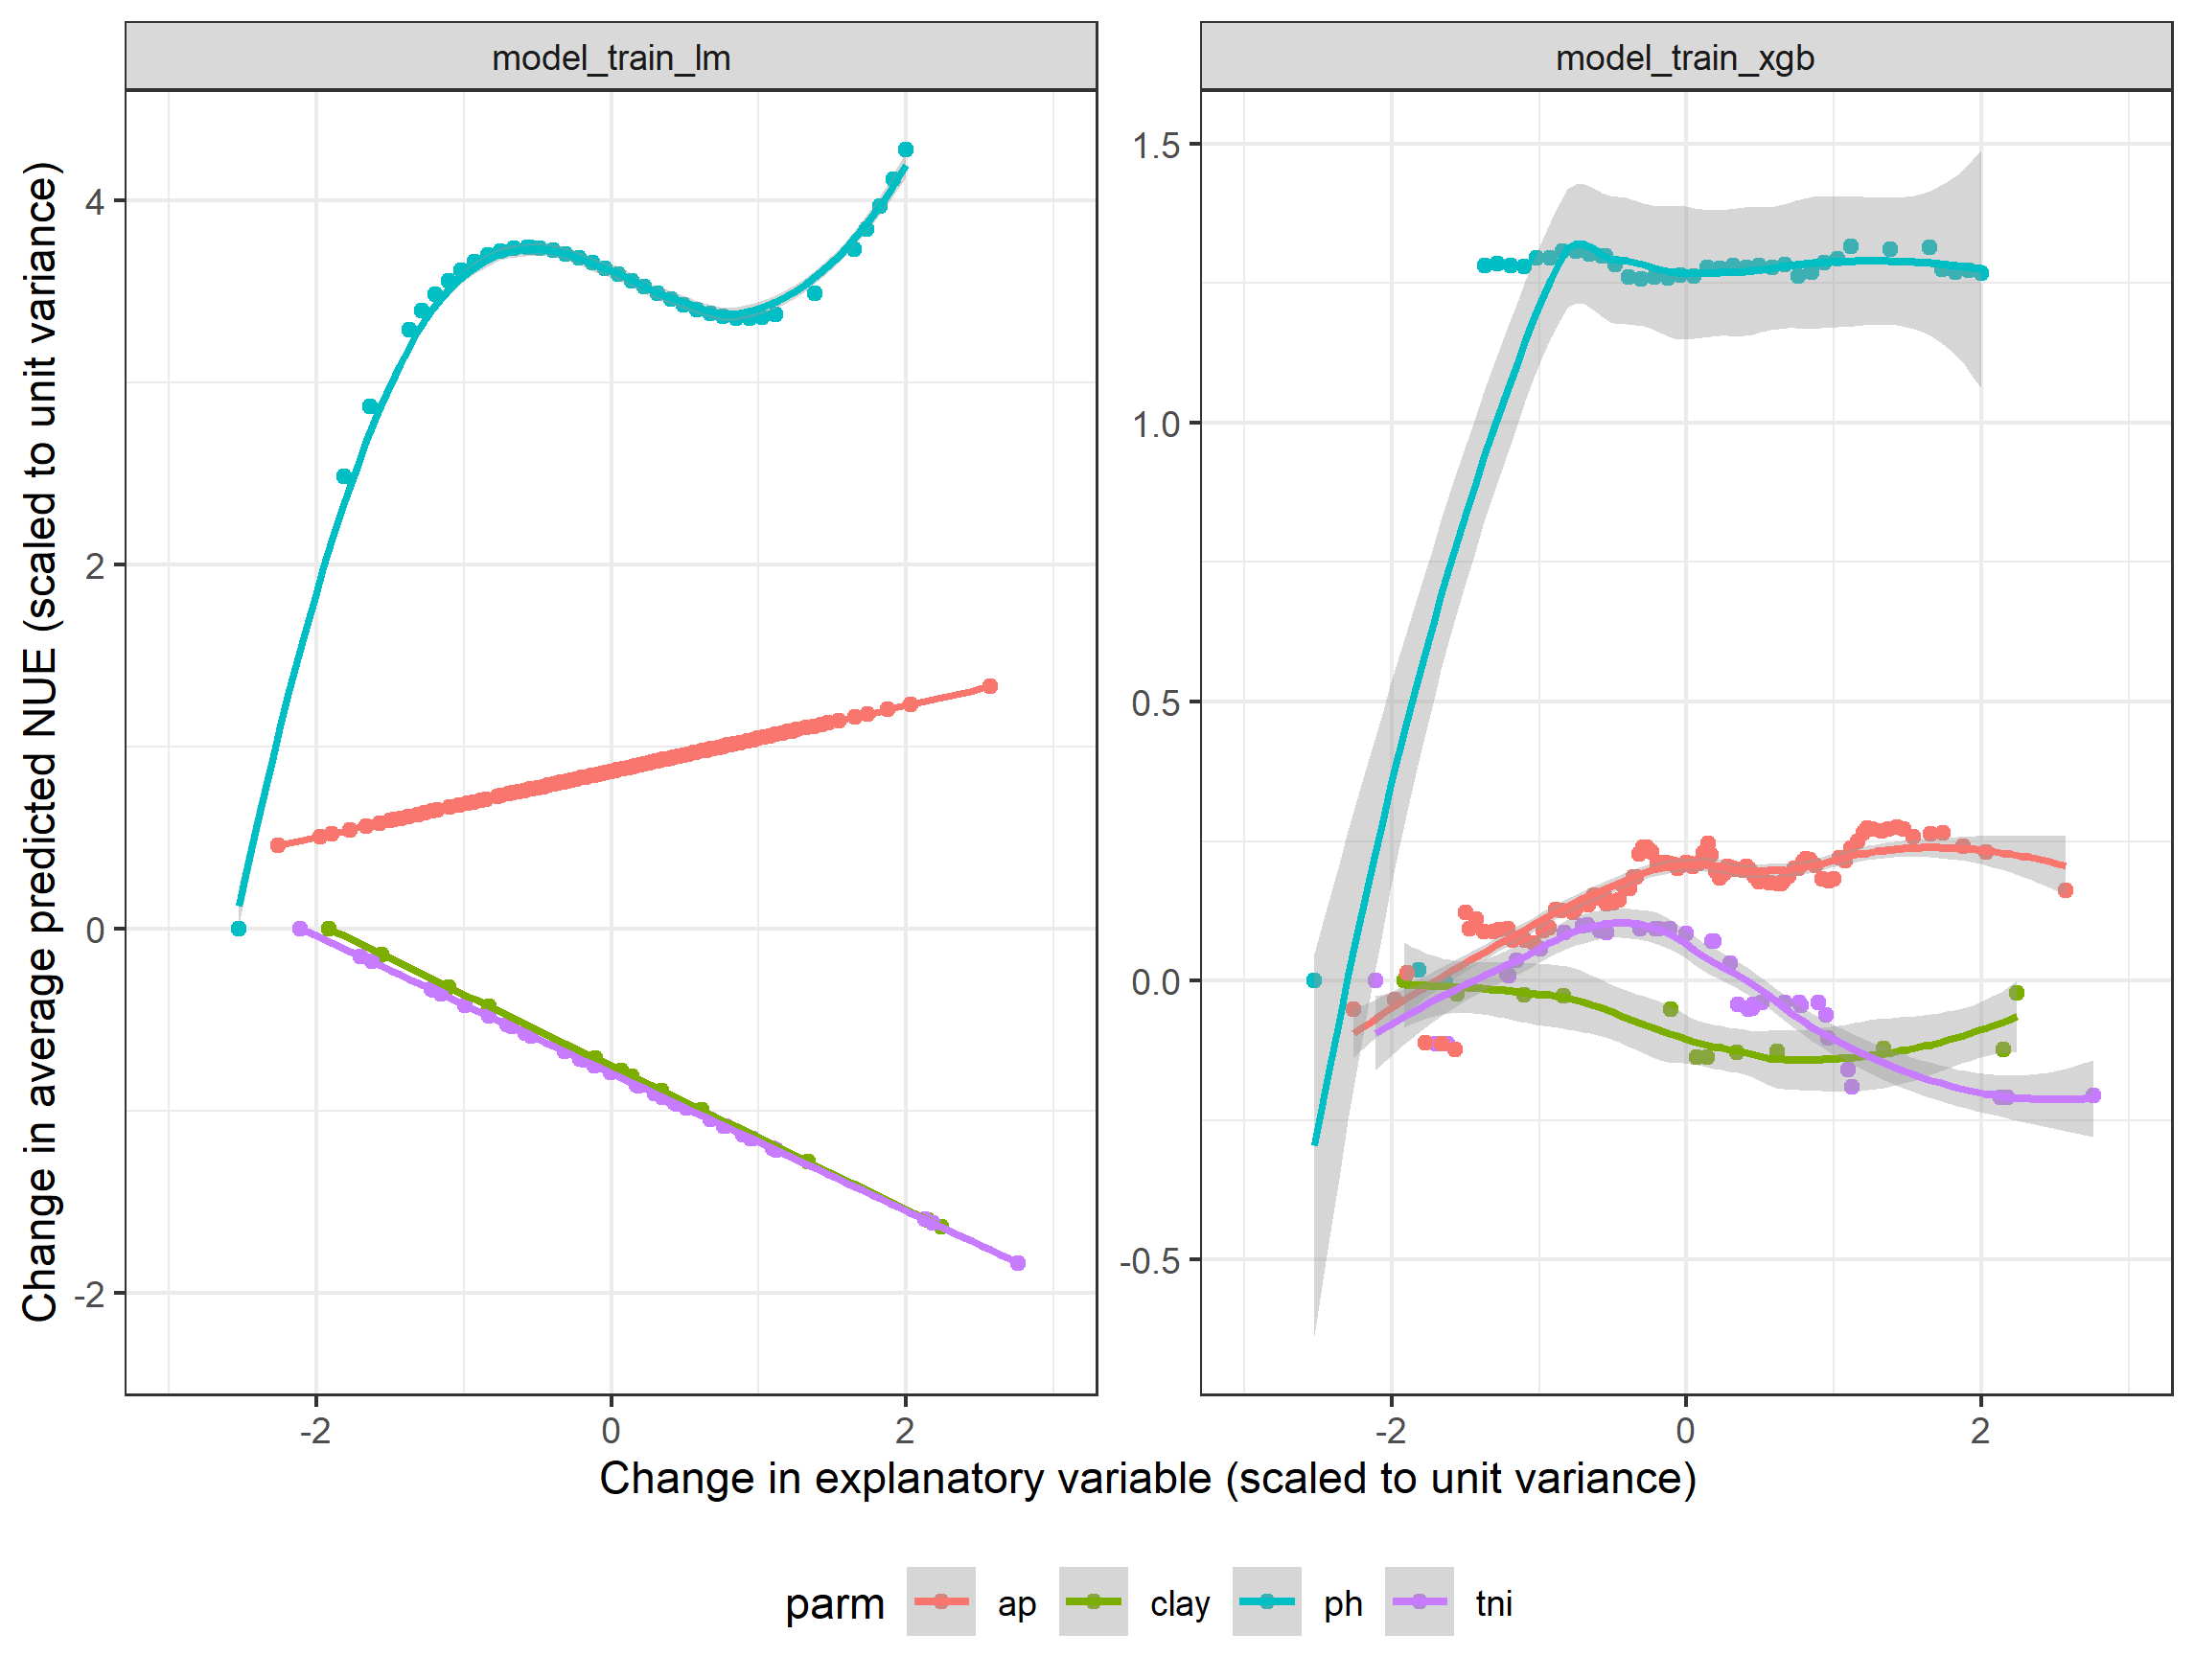 model_train_lm
model_train_xgb
Change in average predicted NUE (scaled to unit variance)
4
2
0
-2
1.5
1.0
0.5
0.0
-0.5
-2 0 2
-2 0 2
Change in explanatory variable (scaled to unit variance)
parm ap clay ph tni